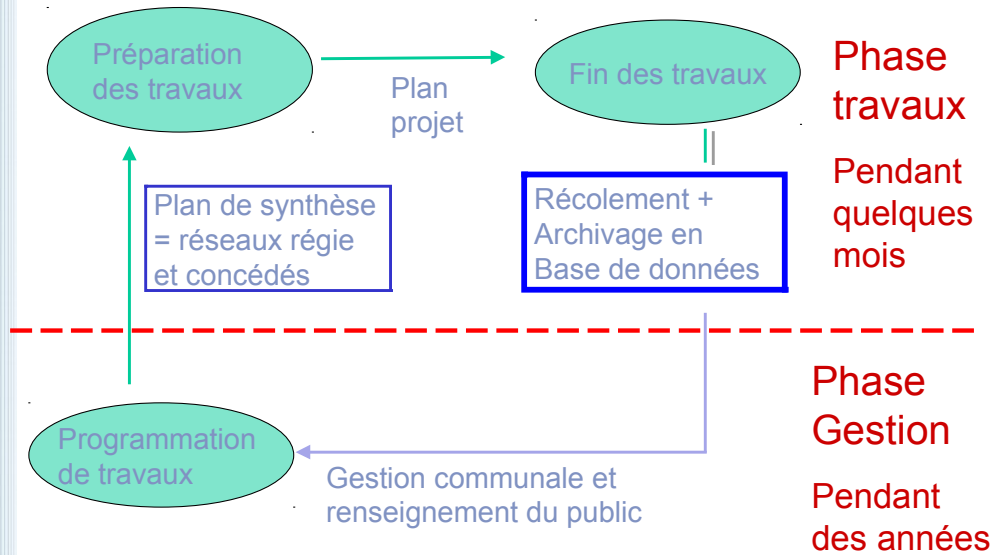 Préparation
des travaux
Plan
projet
Fin des travaux
Phase
travaux
Pendant
quelques
mois
Plan de synthèse
= réseaux régie
et concédés
Récolement +
Archivage en
Base de données
Programmation
de travaux
Gestion communale et
renseignement du public
Phase
Gestion
Pendant
des années